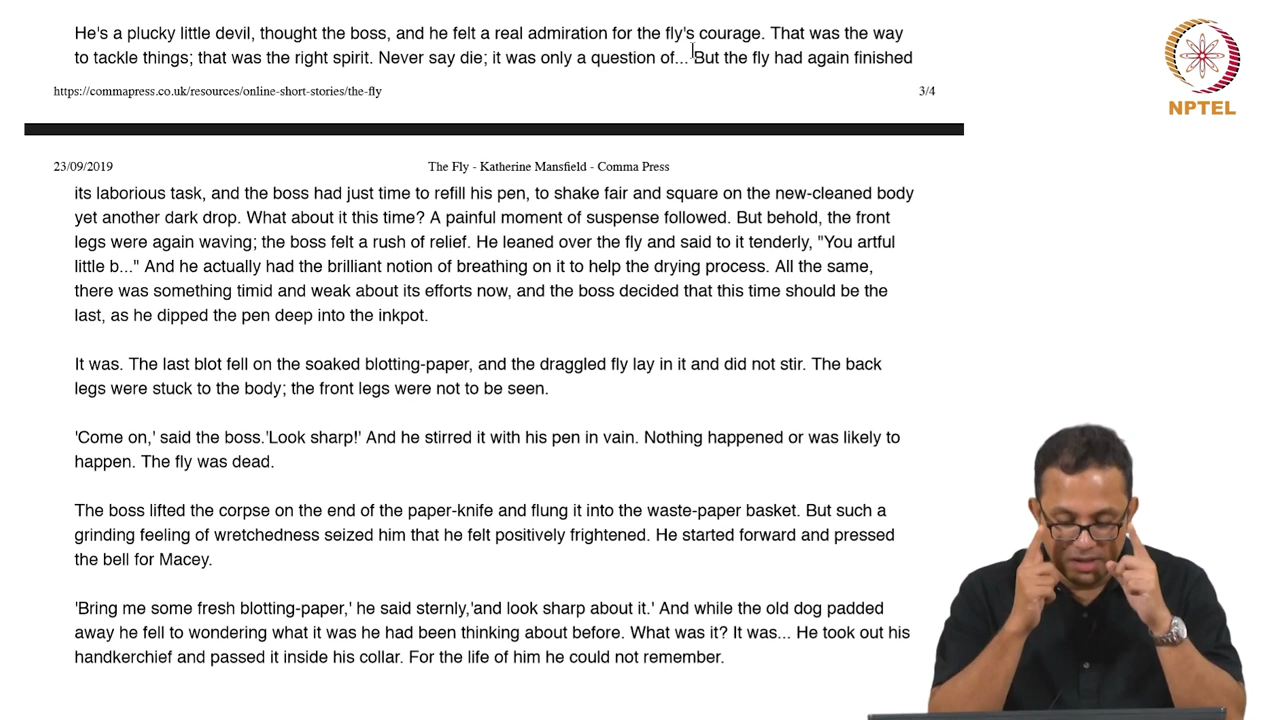 He's a plucky little devil, thought the boss, and he felt a real admiration for the fly's courage. That was the way
to tackle things; that was the right spirit. Never say die; it was only a question of... But the fly had again finished
https://commapress.co.uk/resources/online-short-stories/the-fly 3/4
NPTEL
23/09/2019 The Fly - Katherine Mansfield - Comma Press
its laborious task, and the boss had just time to refill his pen, to shake fair and square on the new-cleaned body
yet another dark drop. What about it this time? A painful moment of suspense followed. But behold, the front
legs were again waving; the boss felt a rush of relief. He leaned over the fly and said to it tenderly, "You artful
little b..." And he actually had the brilliant notion of breathing on it to help the drying process. All the same,
there was something timid and weak about its efforts now, and the boss decided that this time should be the
last, as he dipped the pen deep into the inkpot.
It was. The last blot fell on the soaked blotting-paper, and the draggled fly lay in it and did not stir. The back
legs were stuck to the body; the front legs were not to be seen.
'Come on,' said the boss.'Look sharp!' And he stirred it with his pen in vain. Nothing happened or was likely to
happen. The fly was dead.
The boss lifted the corpse on the end of the paper-knife and flung it into the waste-paper basket. But such a
grinding feeling of wretchedness seized him that he felt positively frightened. He started forward and pressed
the bell for Macey.
'Bring me some fresh blotting-paper,' he said sternly,'and look sharp about it.' And while the old dog padded
away he fell to wondering what it was he had been thinking about before. What was it? It was... He took out his
handkerchief and passed it inside his collar. For the life of him he could not remember.